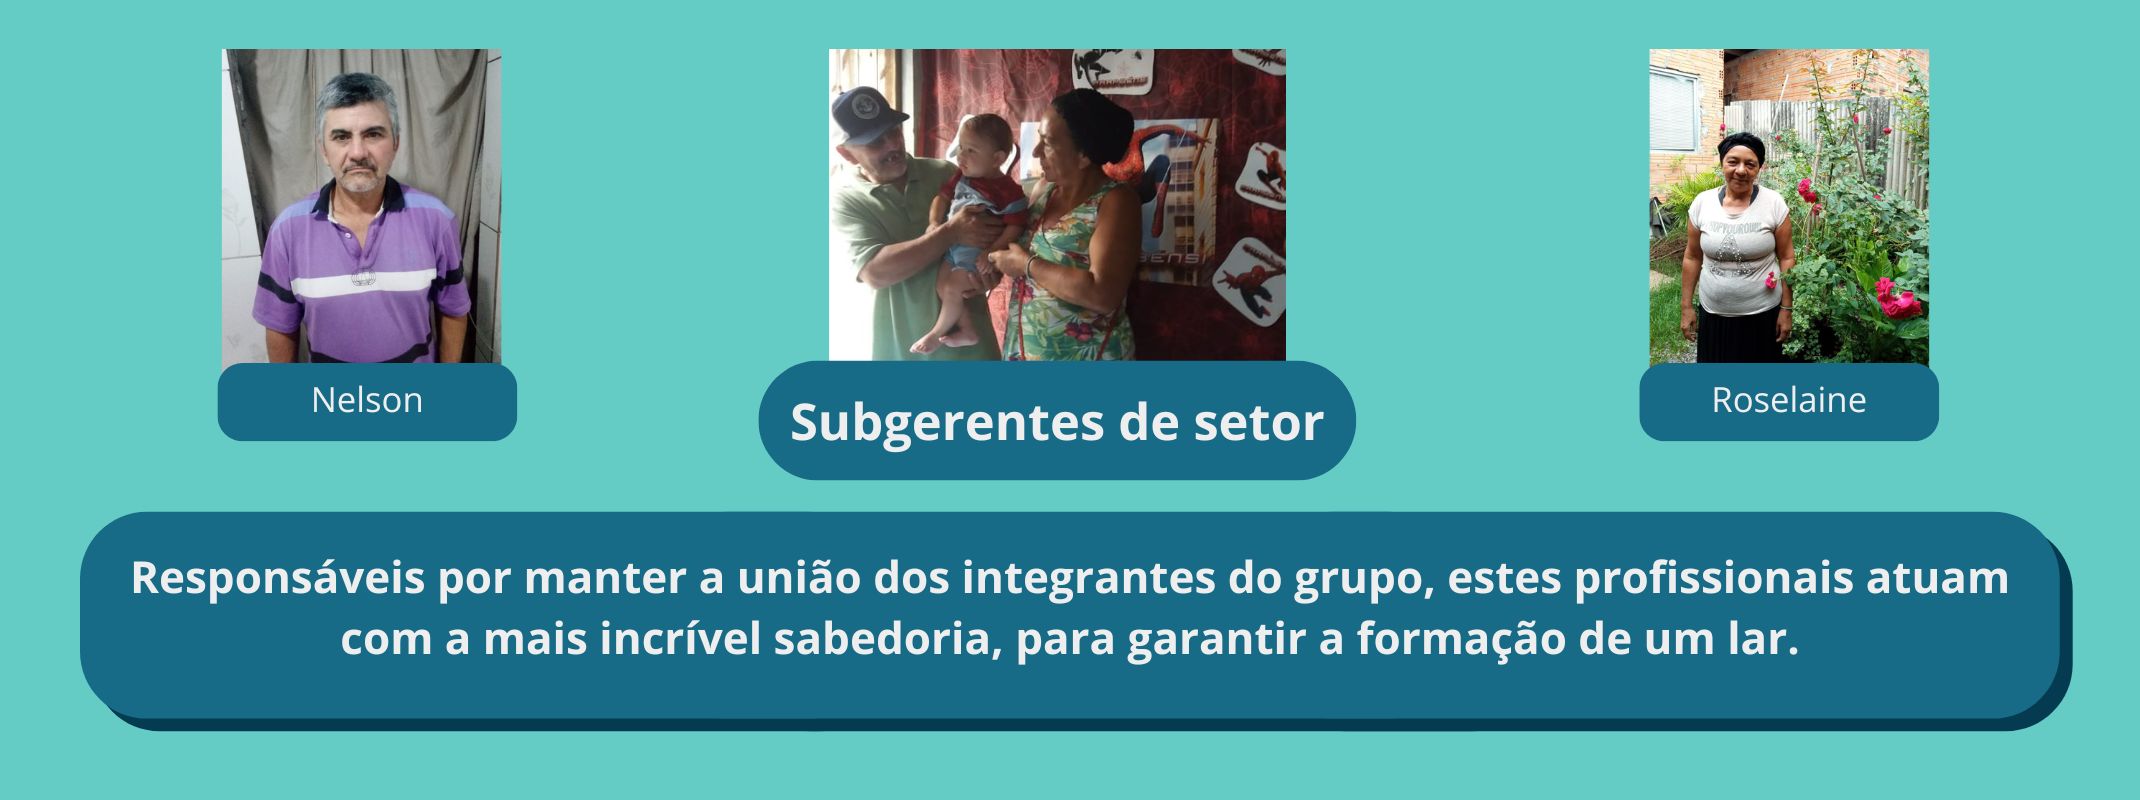 Nelson
Subgerentes de setor
Roselaine
Responsáveis por manter a união dos integrantes do grupo, estes profissionais atuam
com a mais incrível sabedoria, para garantir a formação de um lar.